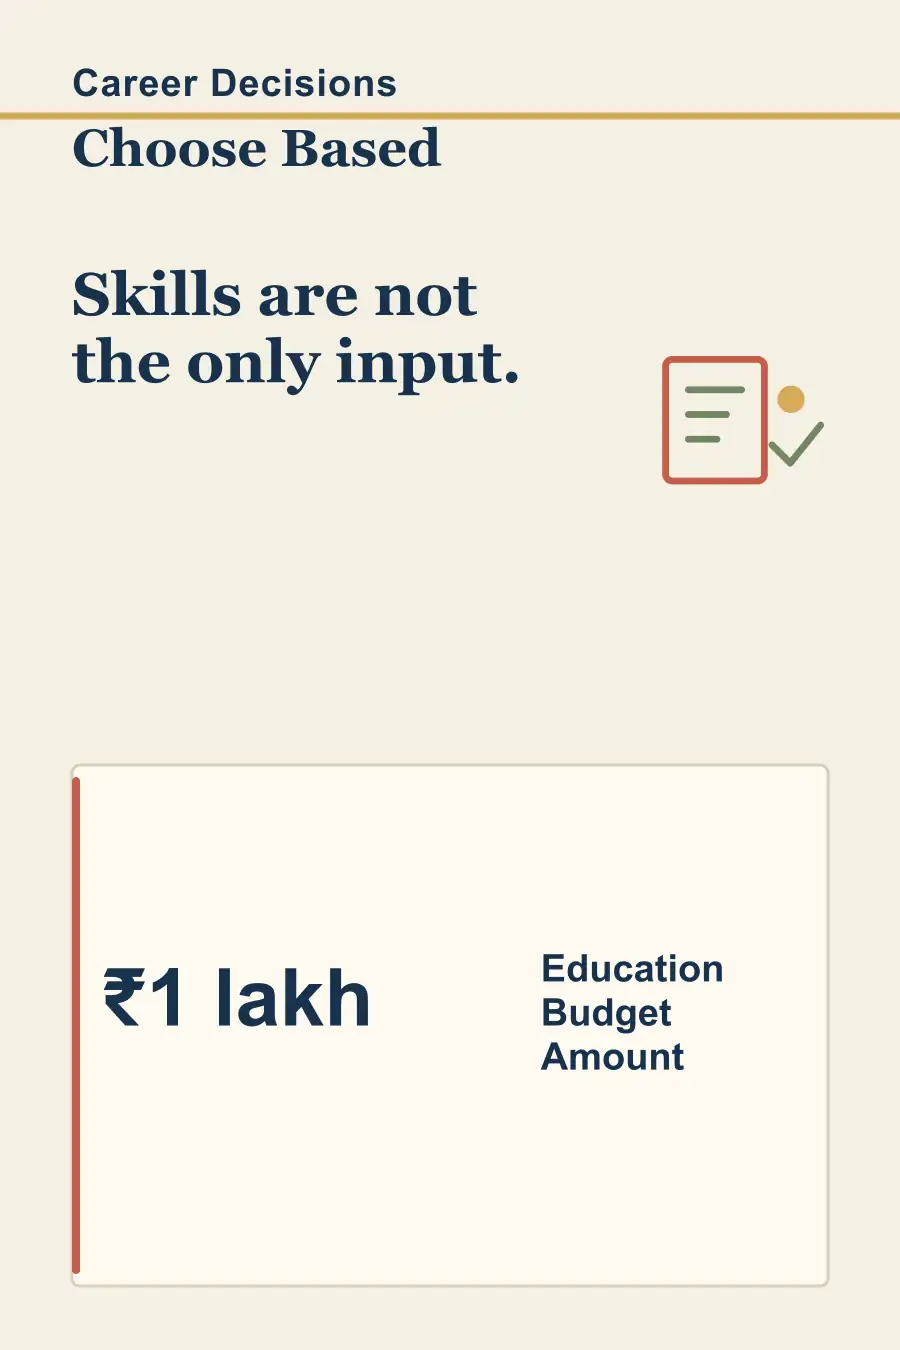 Career Decisions
Choose Based
Skills are not
the only input.
₹1 lakh
Education
Budget
Amount